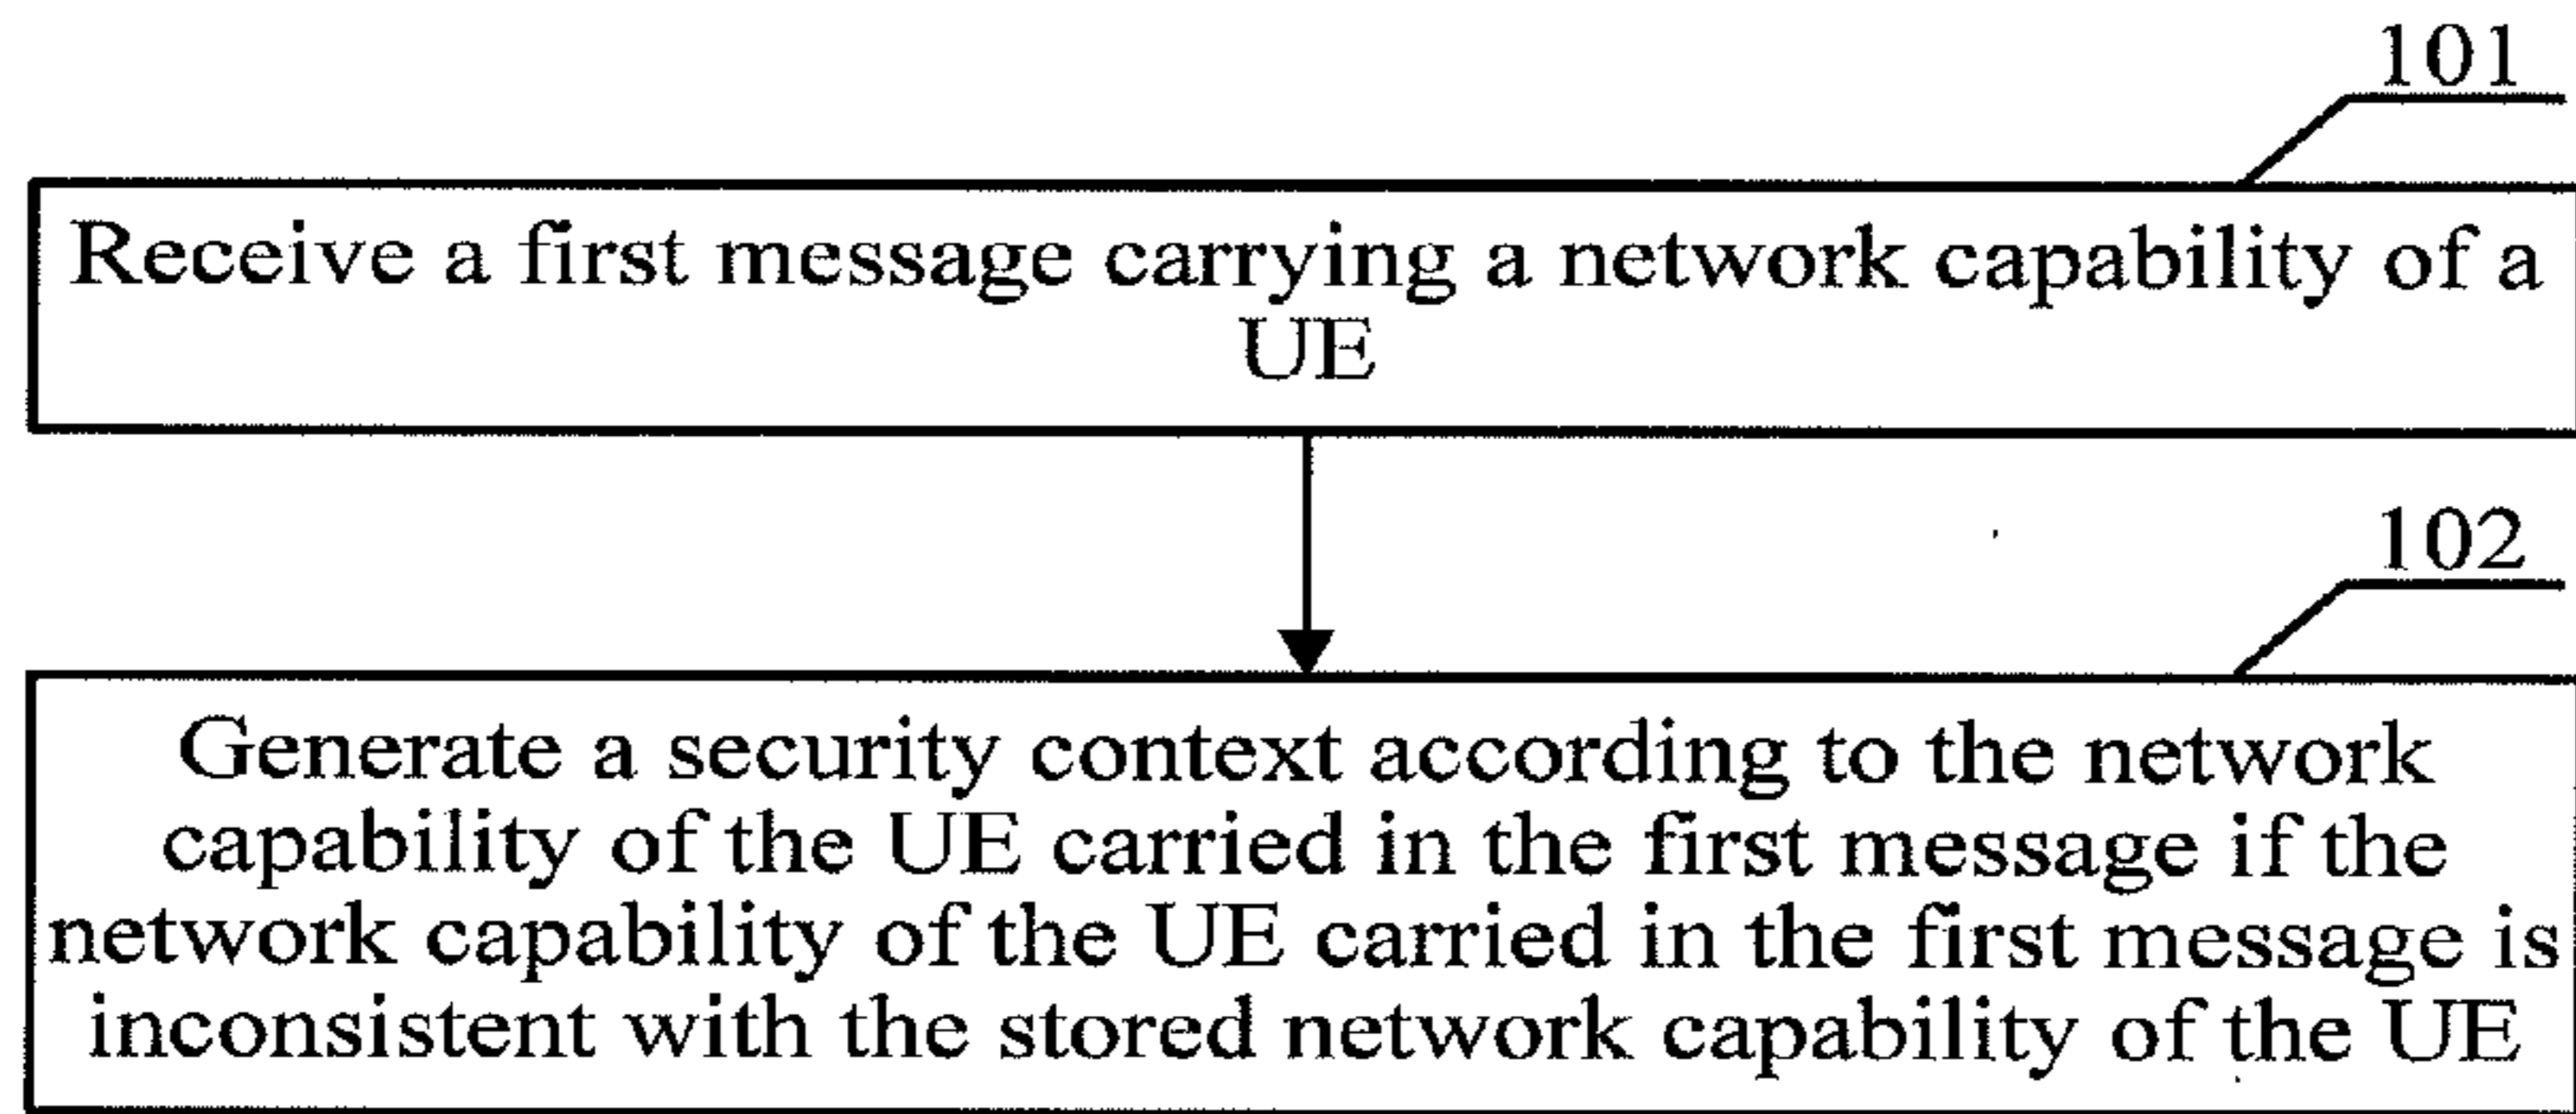 101
Receive a first message carrying a network capability of a
UE
102
Generate a security context according to the network
capability of the UE carried in the first message if the
network capability of the UE carried in the first message is
inconsistent with the stored network capability of the UE